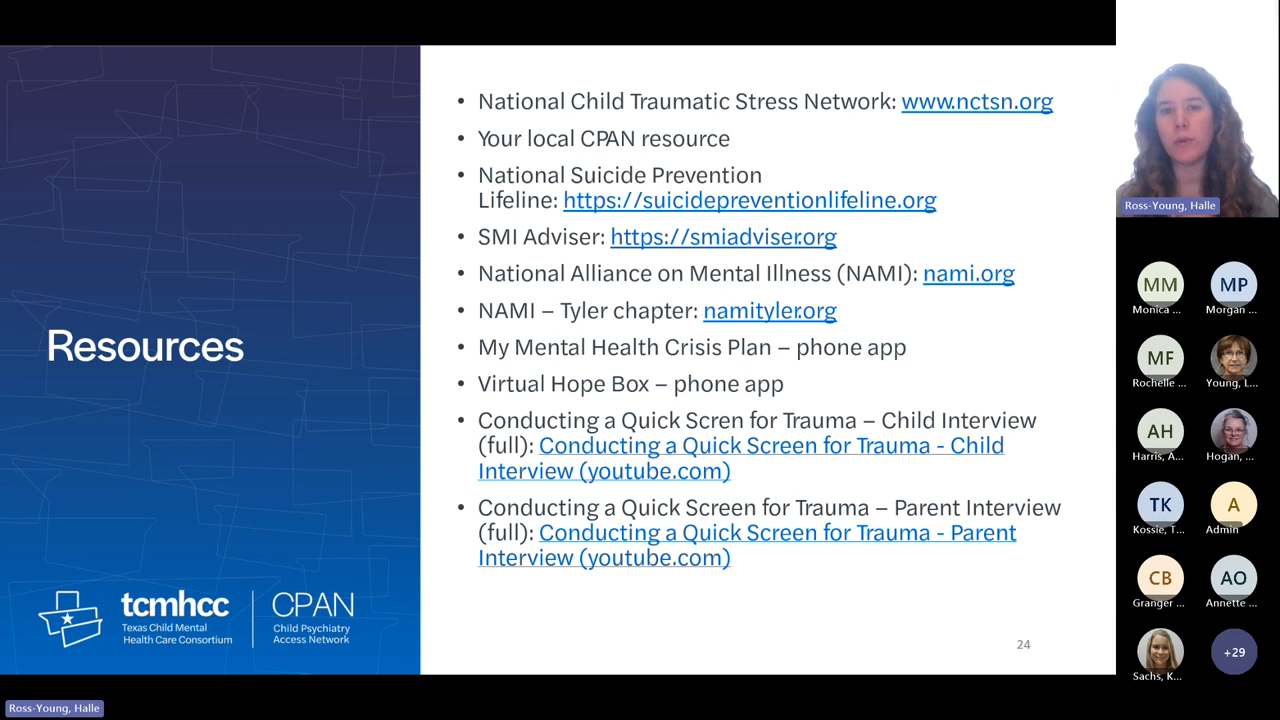 Resources
tcmhcc
Texas Child Mental
Health Care Consortium
CPAN
Child Psychiatry
Access Network
• National Child Traumatic Stress Network: www.nctsn.org
• Your local CPAN resource
• National Suicide Prevention
Lifeline: https://suicidepreventionlifeline.org
• SMI Adviser: https://smiadviser.org
• National Alliance on Mental Illness (NAMI): nami.org
• NAMI – Tyler chapter: namityler.org
• My Mental Health Crisis Plan – phone app
• Virtual Hope Box – phone app
• Conducting a Quick Scren for Trauma – Child Interview
(full): Conducting a Quick Screen for Trauma - Child
Interview (youtube.com)
• Conducting a Quick Screen for Trauma – Parent Interview
(full): Conducting a Quick Screen for Trauma - Parent
Interview (youtube.com)
24
Ross-Young, Halle
MM
Monica ...
MP
Morgan ...
MF
Rochelle ...
Young, L...
AH
Harris, A...
Hogan, ...
TK
Kossie, T...
A
Admin
CB
Granger ...
AO
Annette ...
Sachs, K...
+29
Ross-Young, Halle